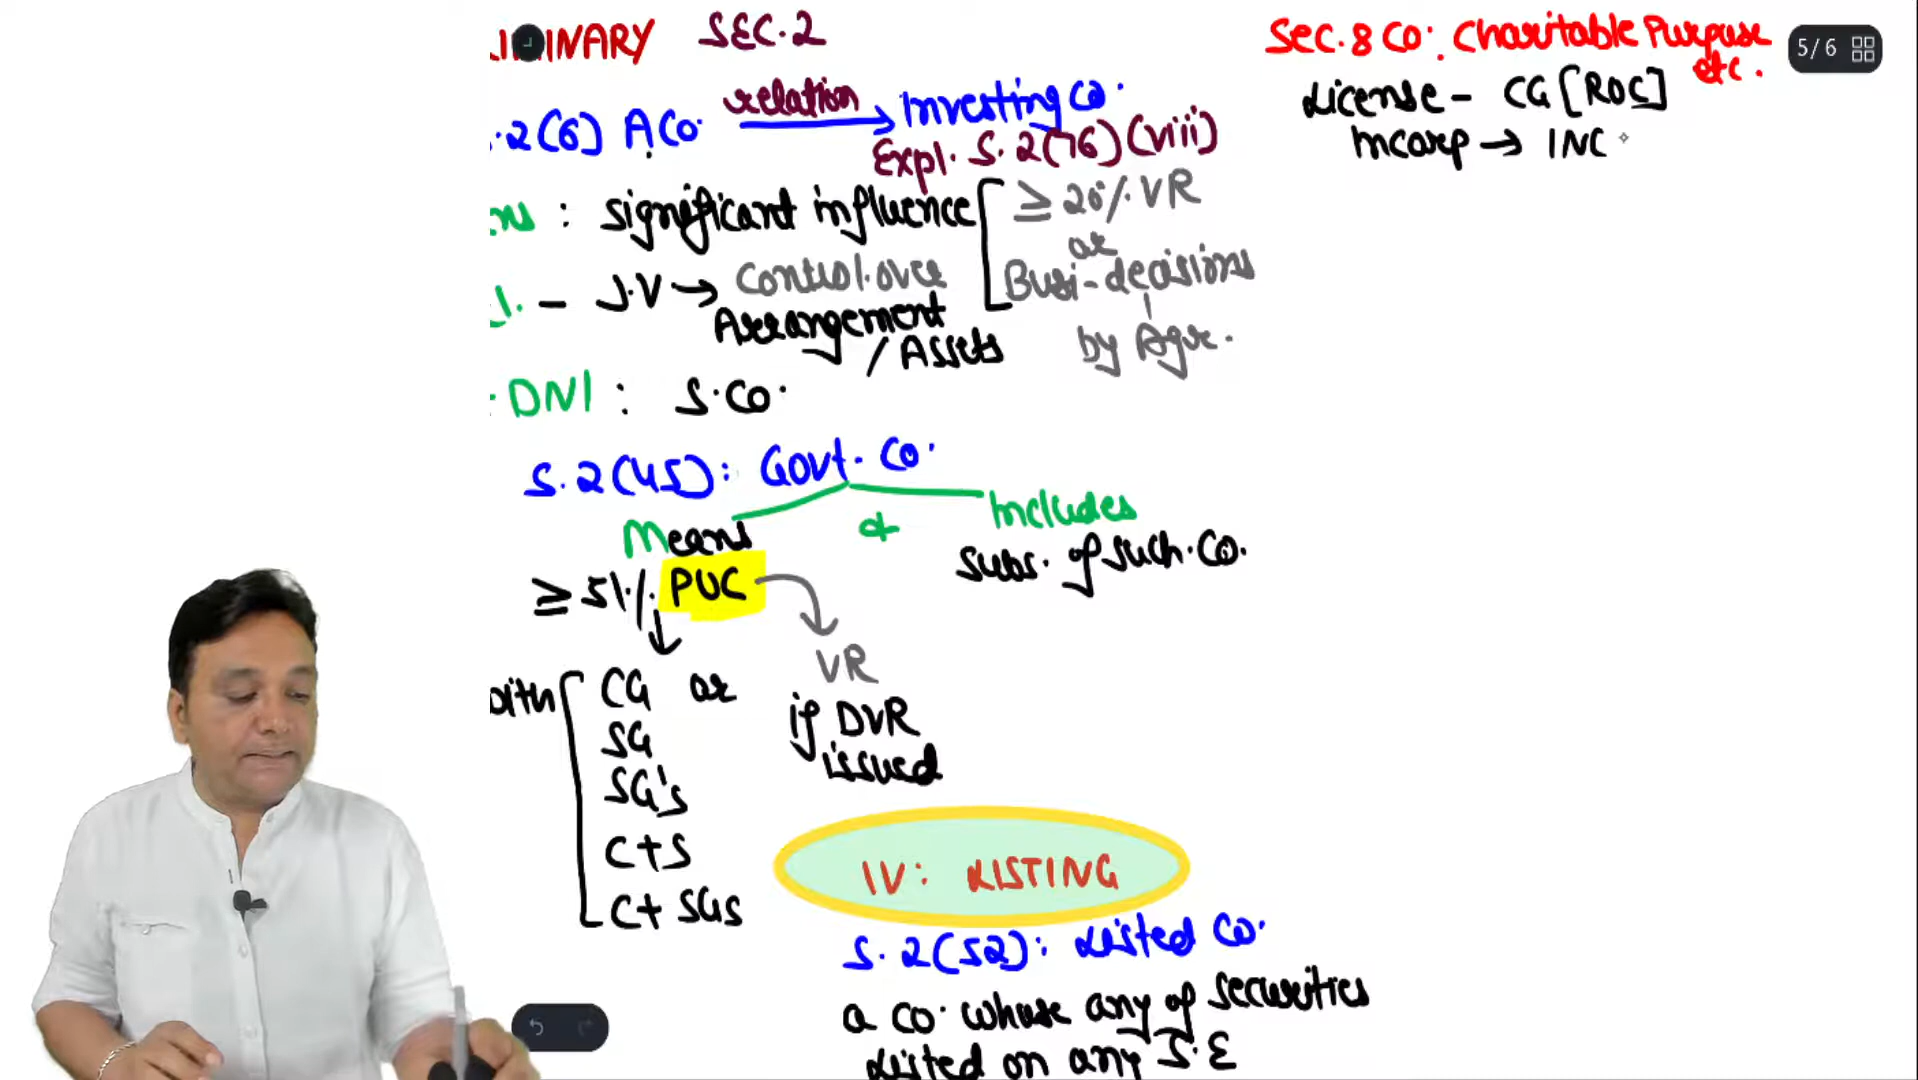 IMINARY SEC.2
.2(6) A Co. relation Investing Co.
Expl. S.2(76)(viii)
ns : significant influence ≥ 20% VR
or
Busi-decisions
by Agr.
- J.V → Control over
Arrangement
/ Assets
DNI : S.Co.
S.2(45): Govt. Co.
Means & Includes
≥ 51% PUC subs. of such Co.
VR
if DVR
issued
with CG or
SG
SG's
C+S
C+ SGs
IV: LISTING
S.2(52): Listed Co.
a Co. whose any of securities
listed on any S.E
Sec.8 Co: Charitable Purpose
etc.
License - CG [ROC]
Incorp → INC
5/6